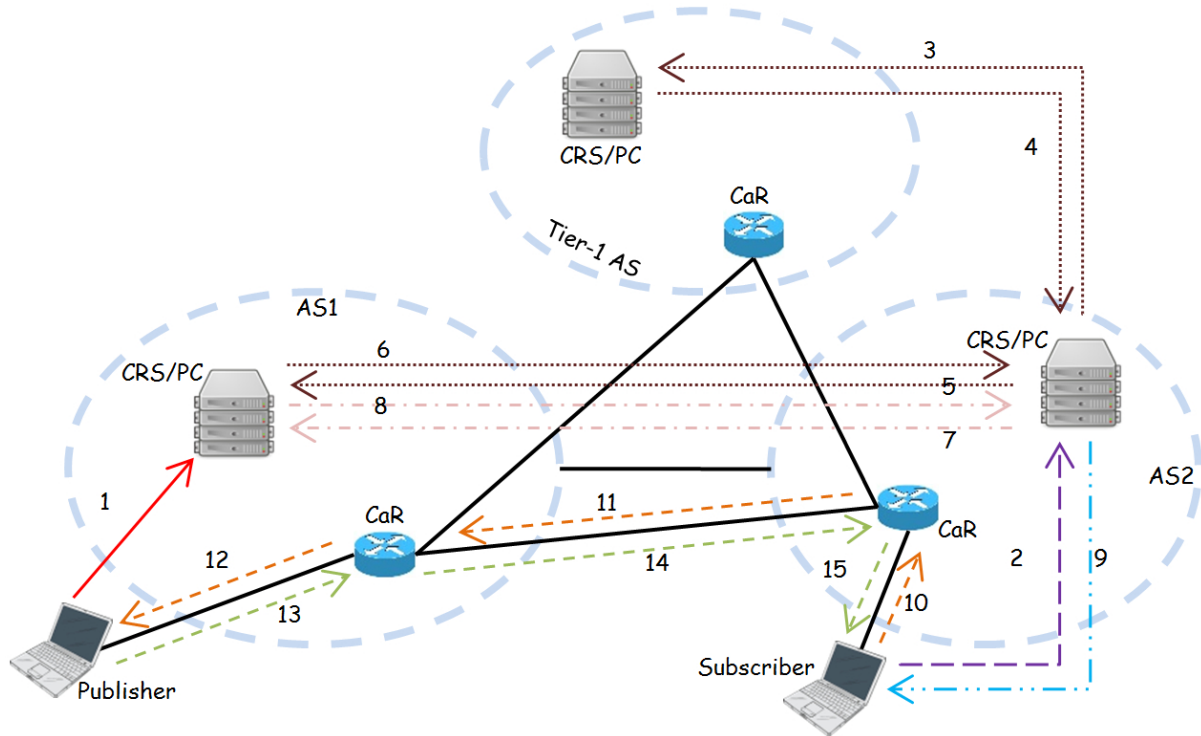 3
CRS/PC
4
CaR
Tier-1 AS
AS1
CRS/PC
6
CRS/PC
5
8
7
AS2
1
11
CaR
CaR
12
14
2
9
15
13
10
Subscriber
Publisher